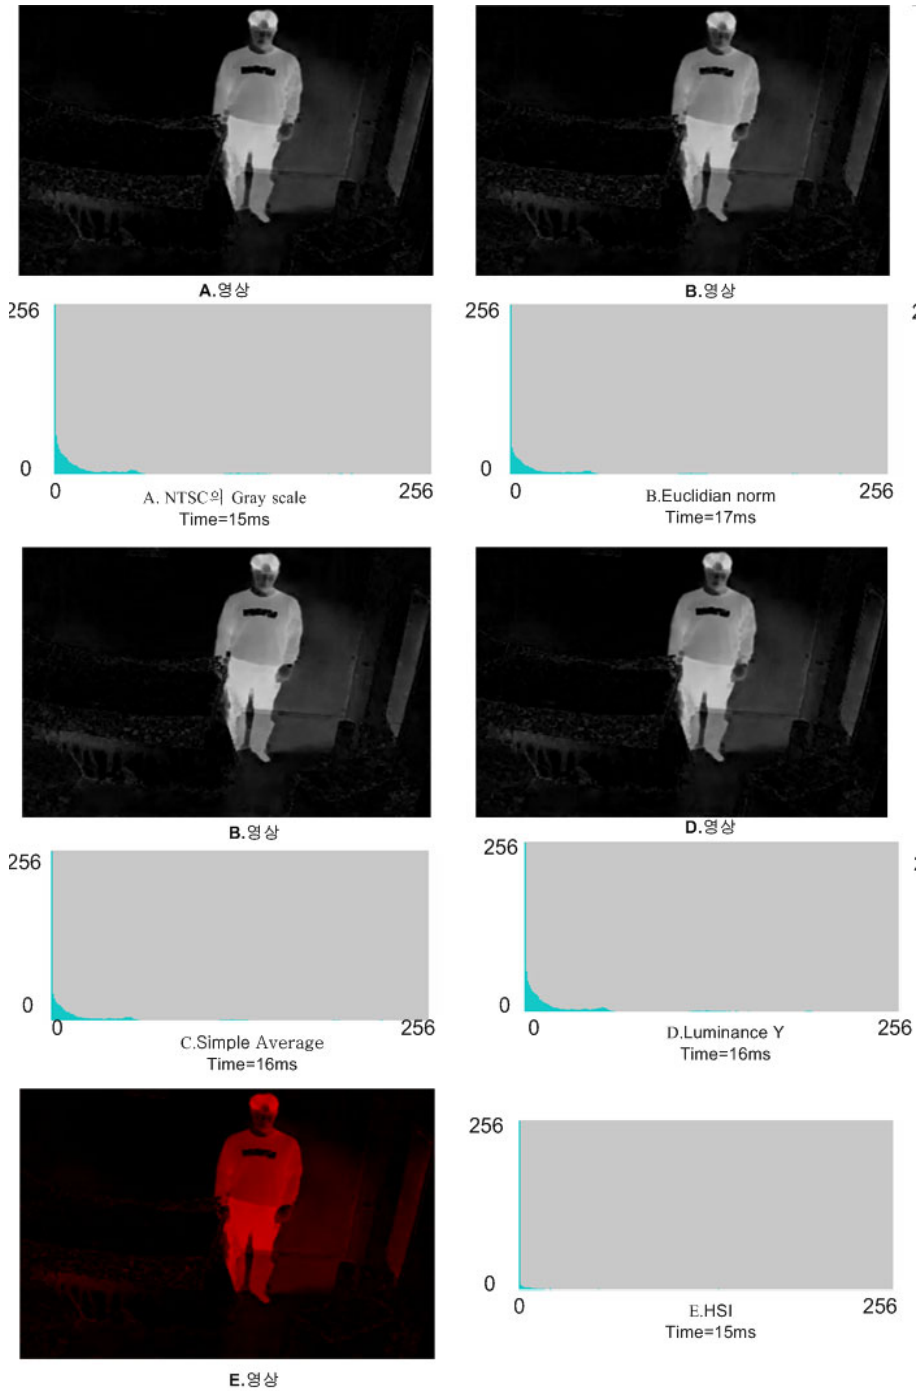 A.영상
B.영상
256
0
0
256
A. NTSC의 Gray scale
Time=15ms
256
0
0
256
B.Euclidian norm
Time=17ms
B.영상
D.영상
256
0
0
256
C.Simple Average
Time=16ms
256
0
0
256
D.Luminance Y
Time=16ms
E.영상
256
0
0
256
E.HSI
Time=15ms